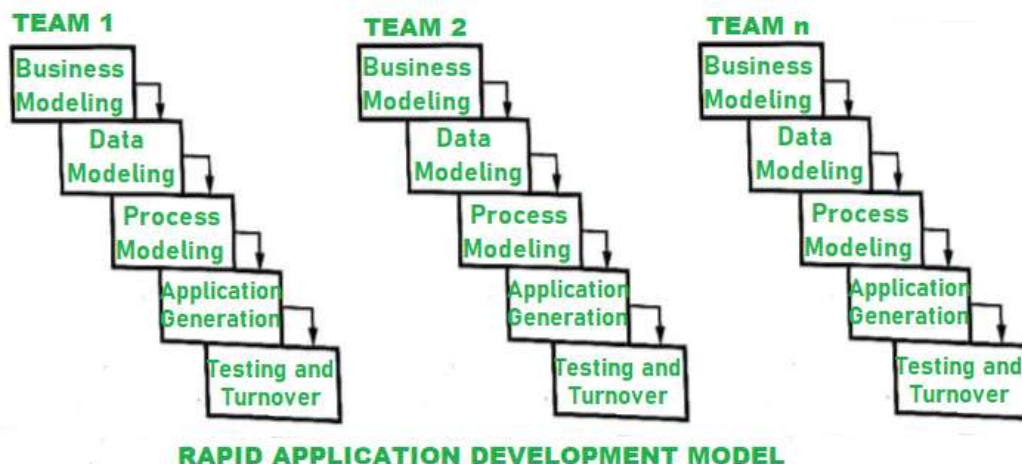 TEAM 1
Business
Modeling
Data
Modeling
Process
Modeling
Application
Generation
Testing and
Turnover
TEAM 2
Business
Modeling
Data
Modeling
Process
Modeling
Application
Generation
Testing and
Turnover
TEAM n
Business
Modeling
Data
Modeling
Process
Modeling
Application
Generation
Testing and
Turnover
RAPID APPLICATION DEVELOPMENT MODEL